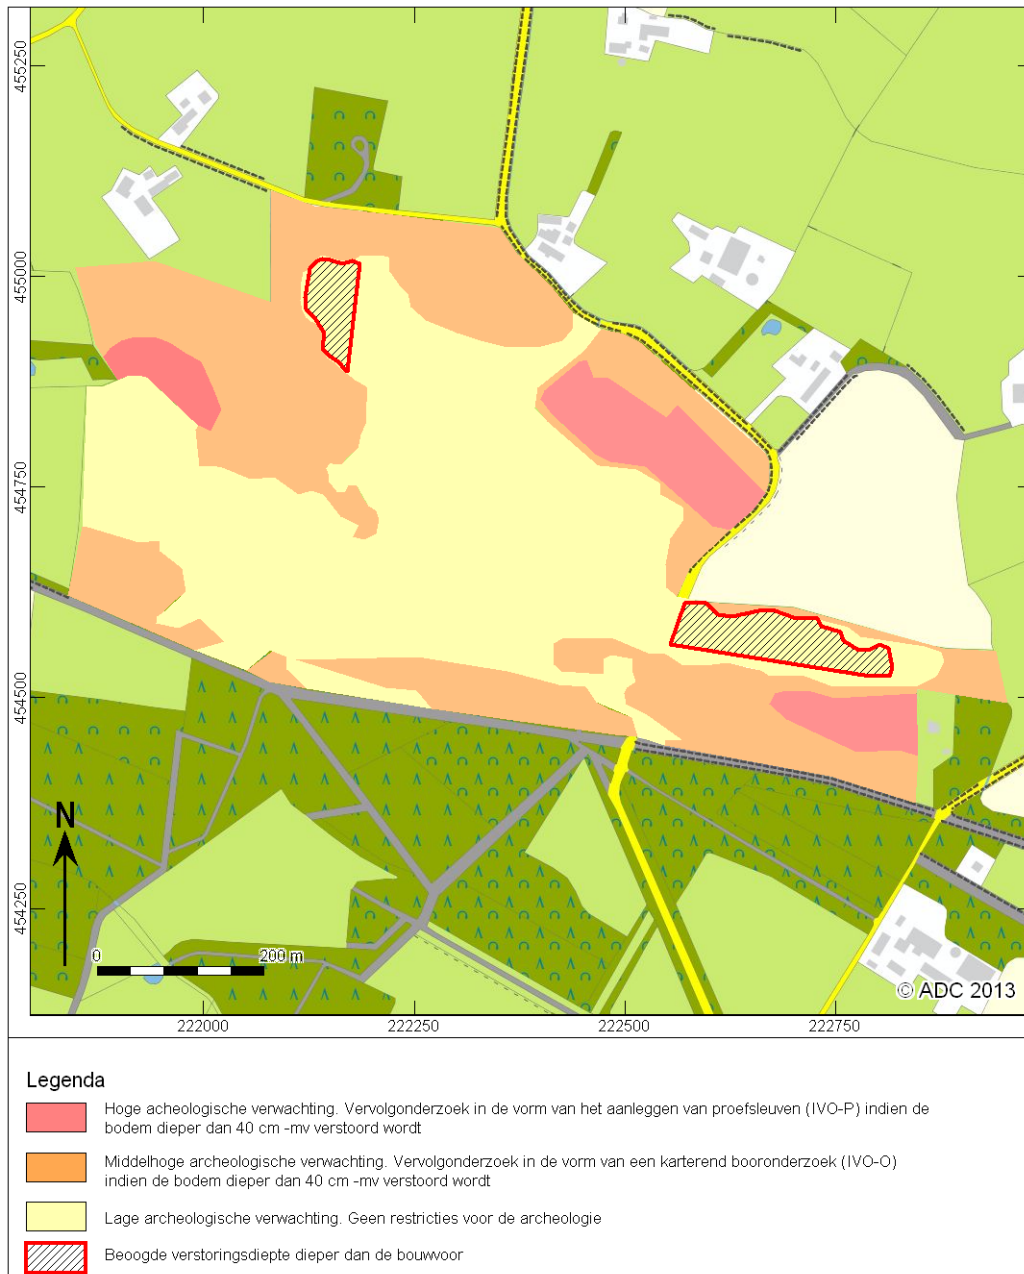 455250
455000
454750
454500
454250
N
0 200 m
© ADC 2013
222000 222250 222500 222750
Legenda
Hoge acheologische verwachting. Vervolgonderzoek in de vorm van het aanleggen van proefsleuven (IVO-P) indien de
bodem dieper dan 40 cm -mv verstoord wordt
Middelhoge archeologische verwachting. Vervolgonderzoek in de vorm van een karterend booronderzoek (IVO-O)
indien de bodem dieper dan 40 cm -mv verstoord wordt
Lage archeologische verwachting. Geen restricties voor de archeologie
Beoogde verstoringsdiepte dieper dan de bouwvoor